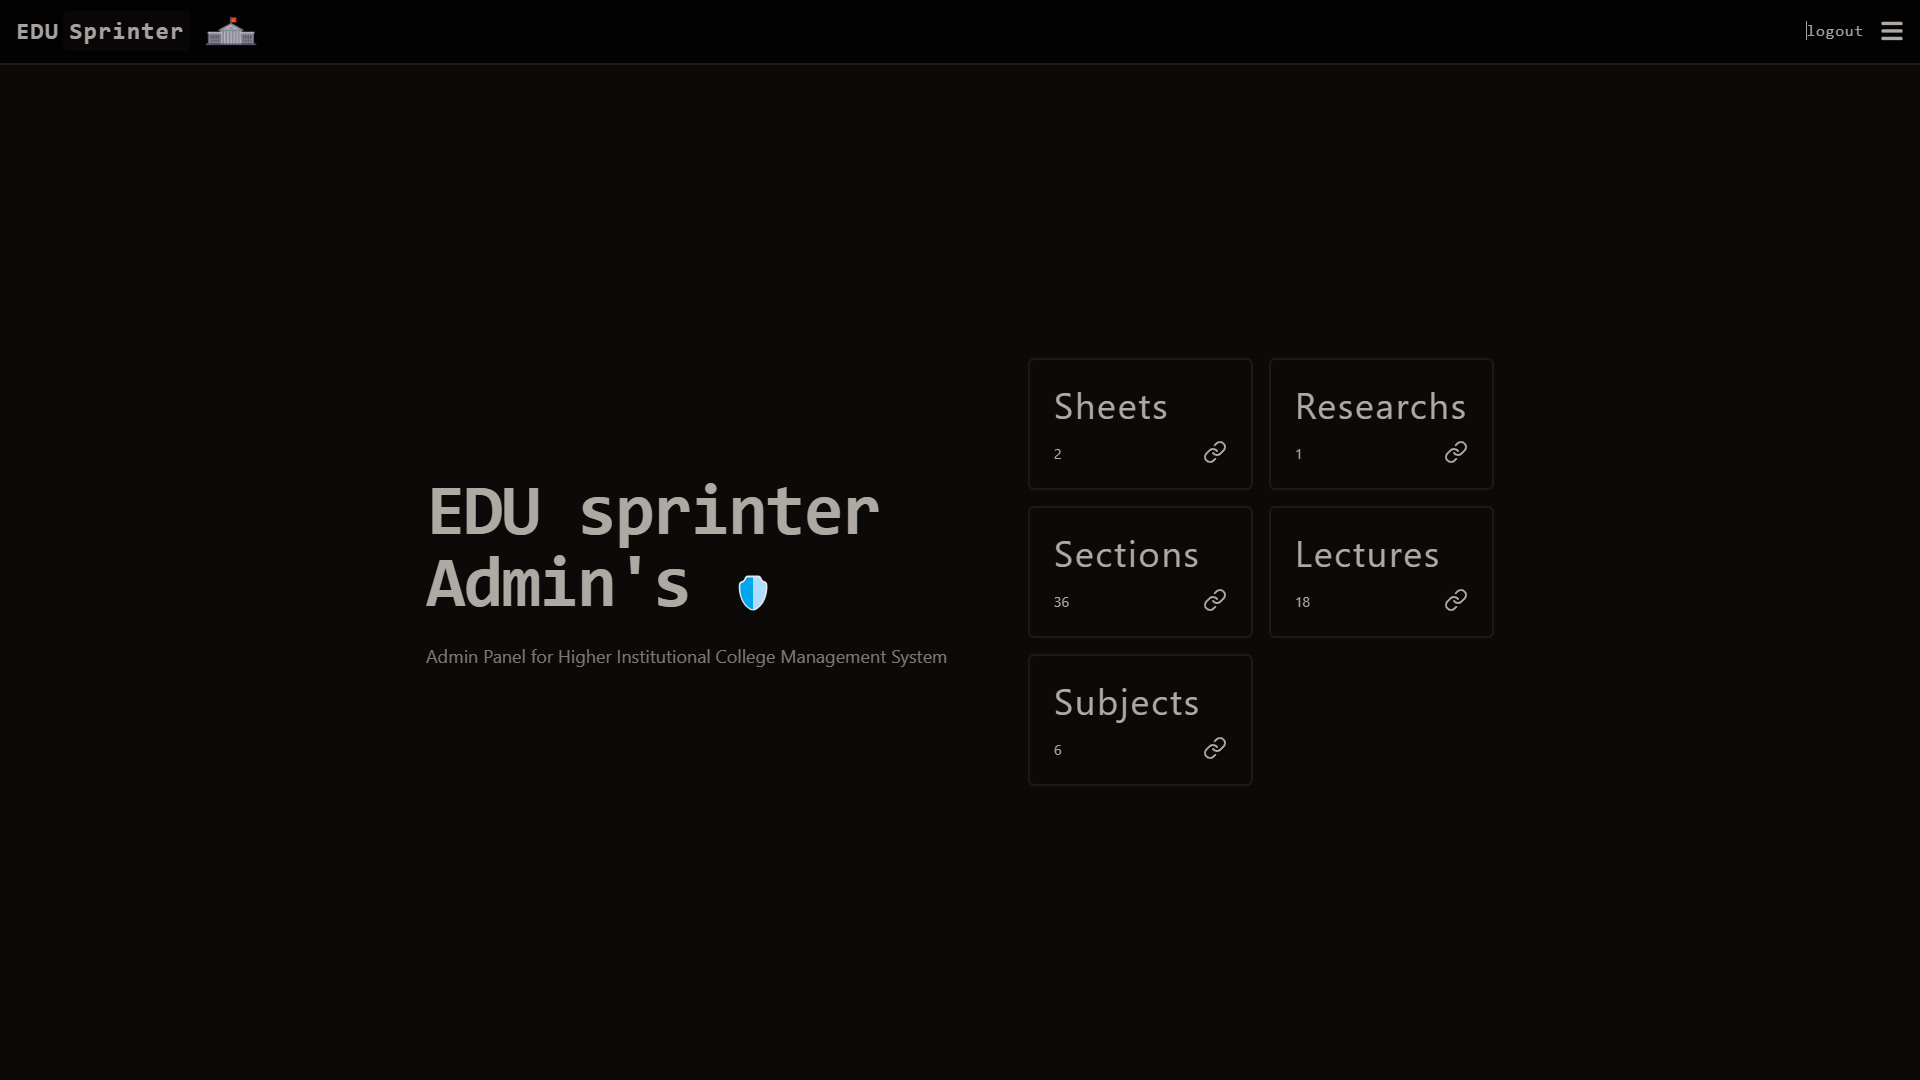 EDU Sprinter
logout
EDU sprinter
Admin's
Admin Panel for Higher Institutional College Management System
Sheets
2
Researchs
1
Sections
36
Lectures
18
Subjects
6